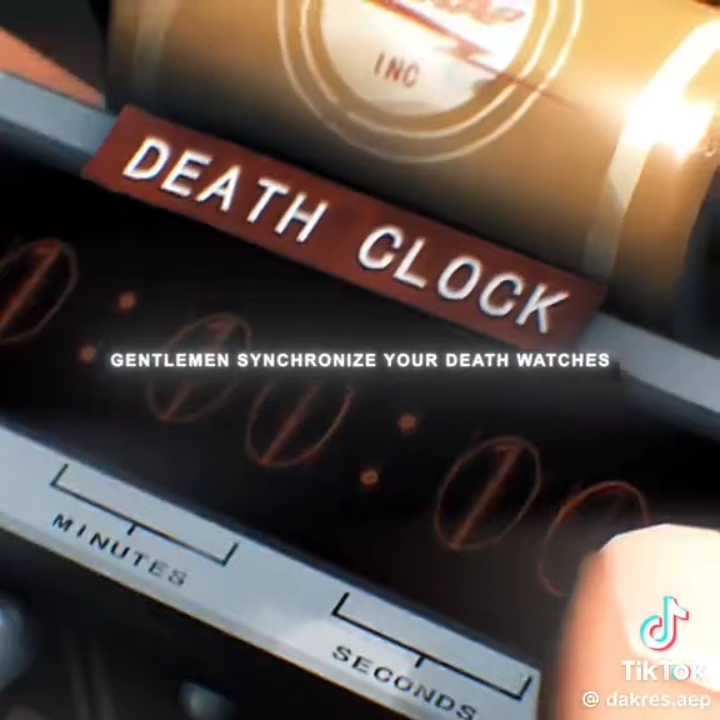 INC
DEATH CLOCK
GENTLEMEN SYNCHRONIZE YOUR DEATH WATCHES
MINUTES
SECONDS
TikTok
@ dakres.aep